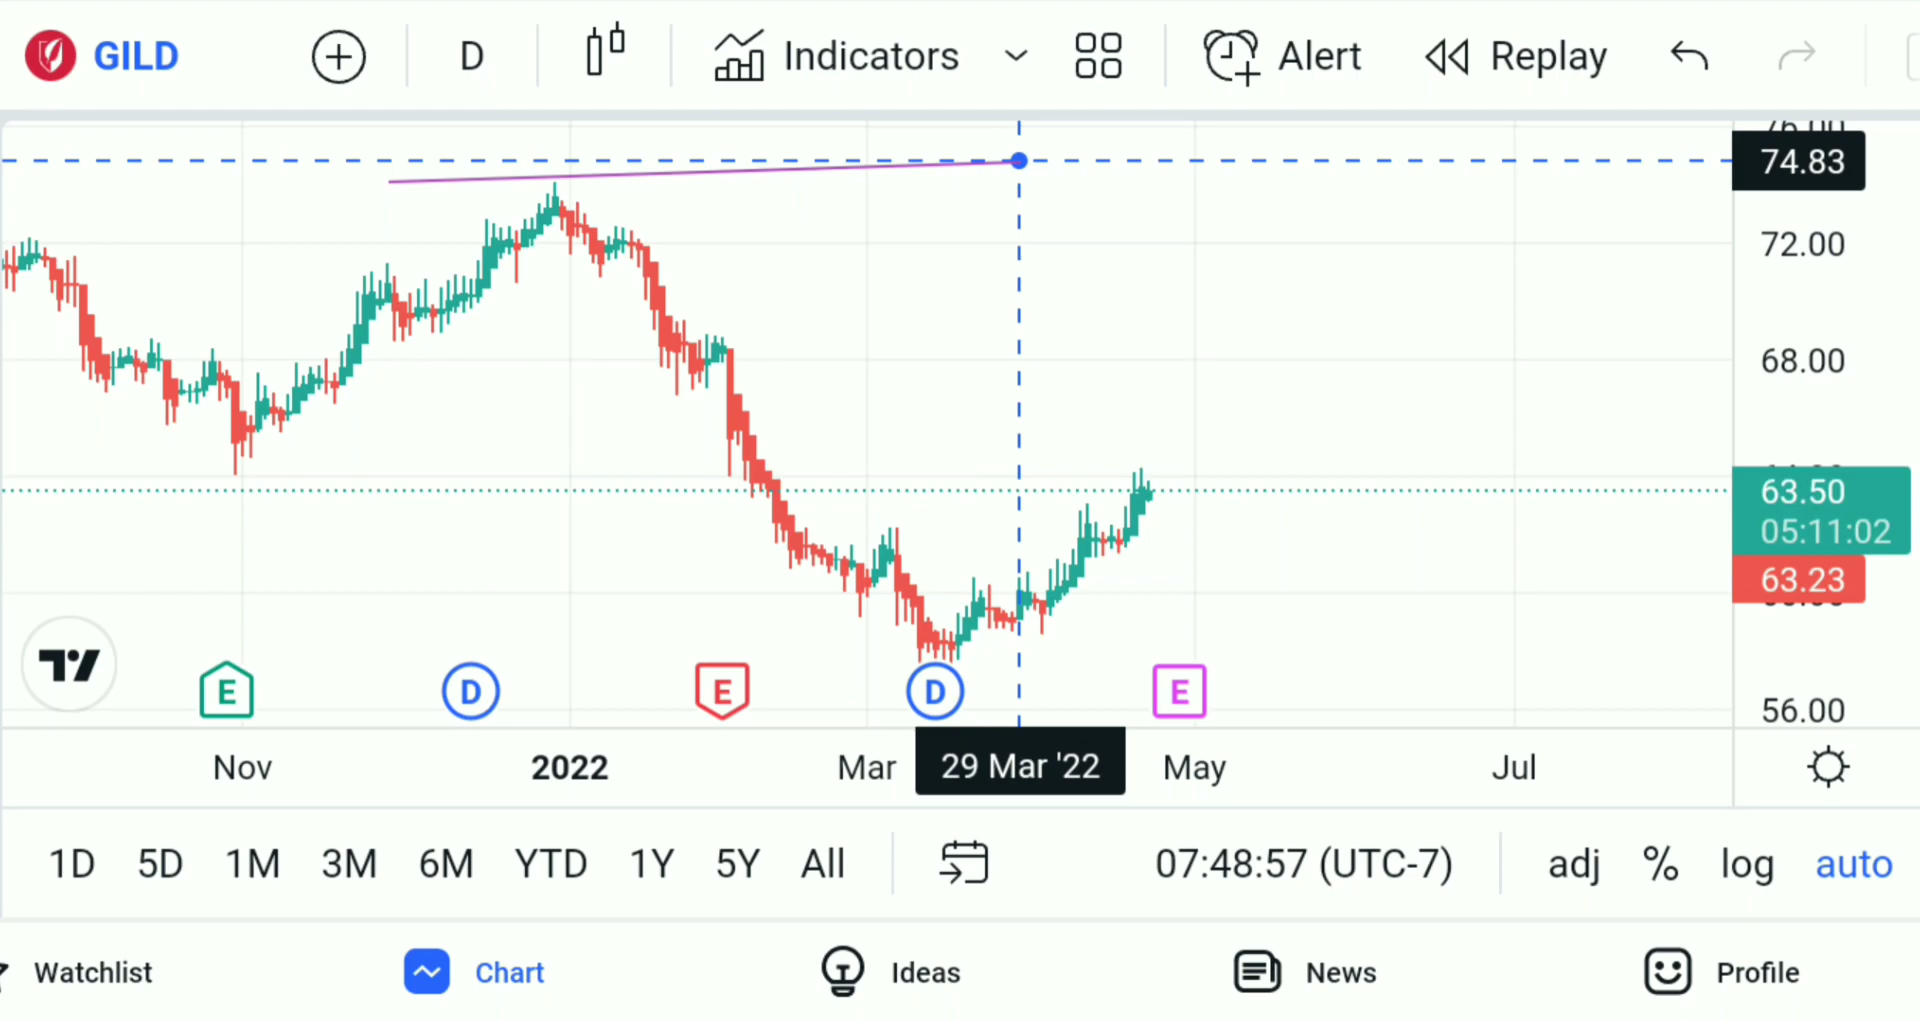 GILD D Indicators Alert Replay
74.83
72.00
68.00
63.50
05:11:02
63.23
E D E D E
56.00
Nov 2022 Mar 29 Mar '22 May Jul
1D 5D 1M 3M 6M YTD 1Y 5Y All 07:48:57 (UTC-7) adj % log auto
Watchlist Chart Ideas News Profile